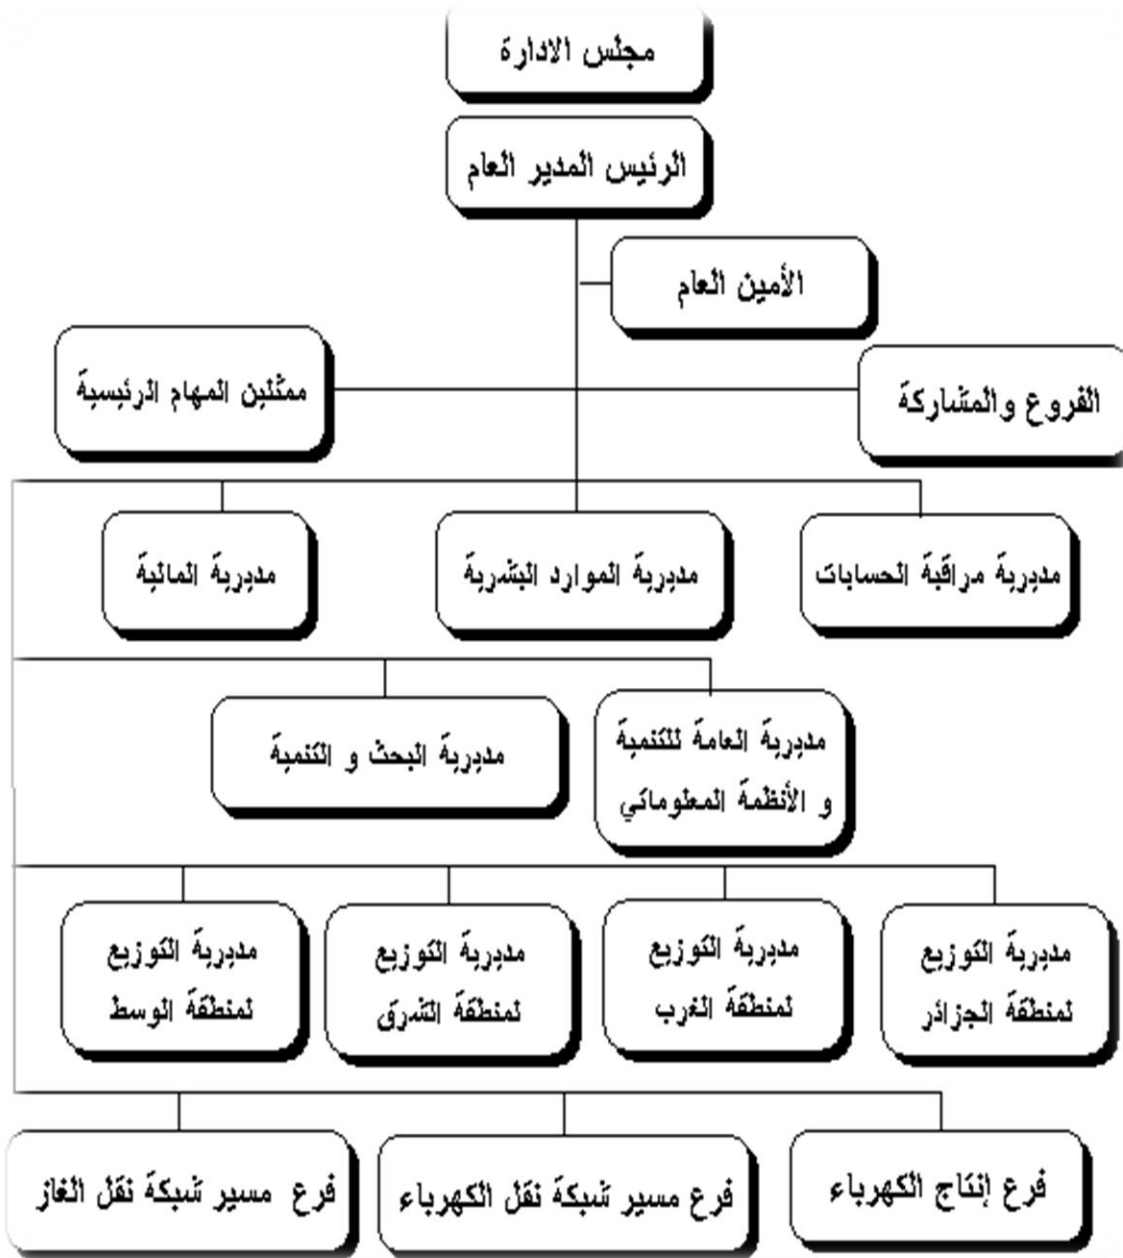 مجلس الادارة
الرئيس المدير العام
الأمين العام
الفروع والمشاركة
ممثلين المهام الرئيسية
مديرية مراقبة الحسابات
مديرية الموارد البشرية
مديرية المالية
مديرية العامة للتنمية
و الأنظمة المعلوماتي
مديرية البحث و التنمية
مديرية التوزيع
لمنطقة الجزائر
مديرية التوزيع
لمنطقة الغرب
مديرية التوزيع
لمنطقة الشرق
مديرية التوزيع
لمنطقة الوسط
فرع إنتاج الكهرباء
فرع مسير شبكة نقل الكهرباء
فرع مسير شبكة نقل الغاز